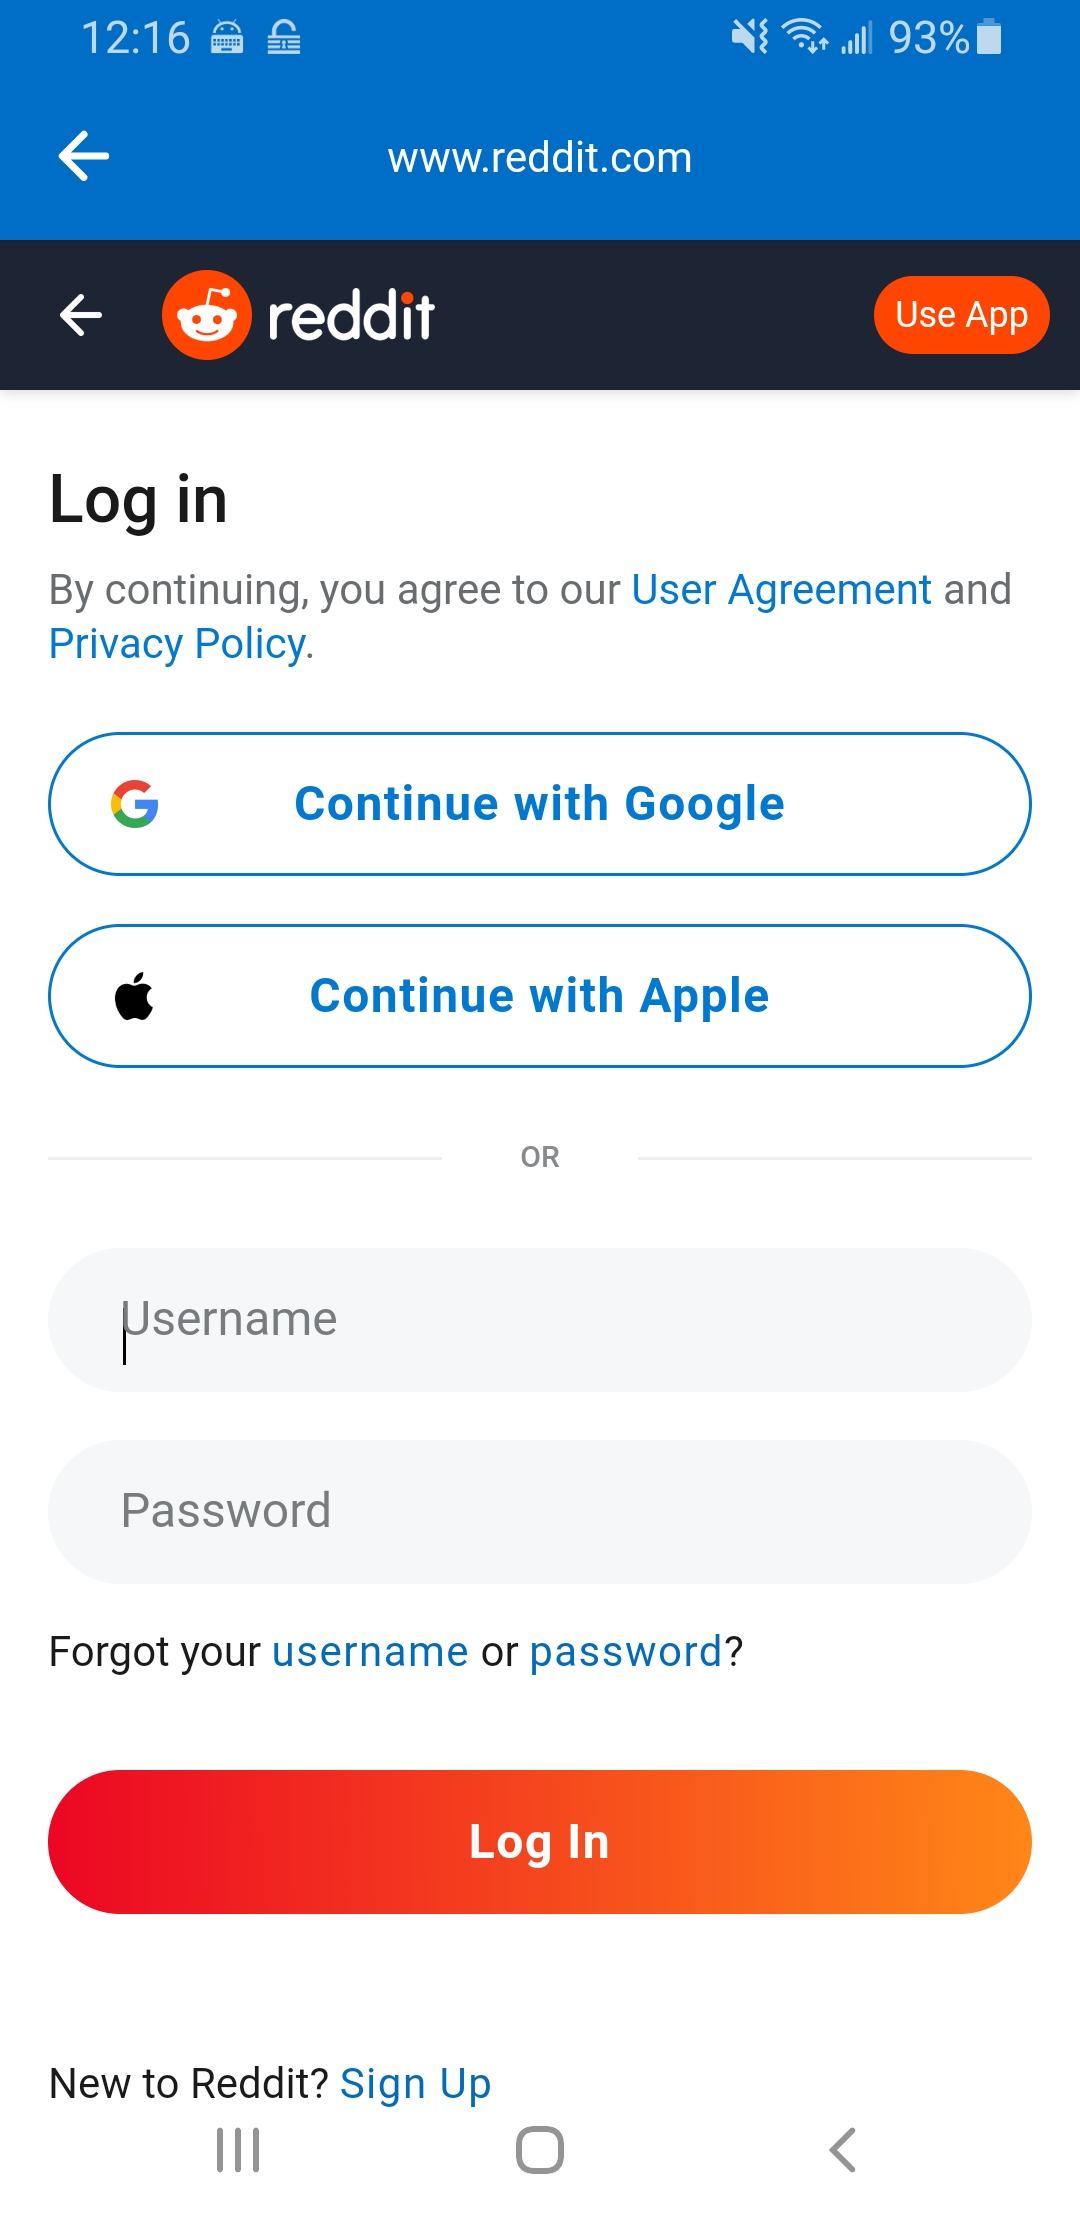 12:16 93%
www.reddit.com
reddit Use App
Log in
By continuing, you agree to our User Agreement and
Privacy Policy.
Continue with Google
Continue with Apple
OR
Username
Password
Forgot your username or password?
Log In
New to Reddit? Sign Up